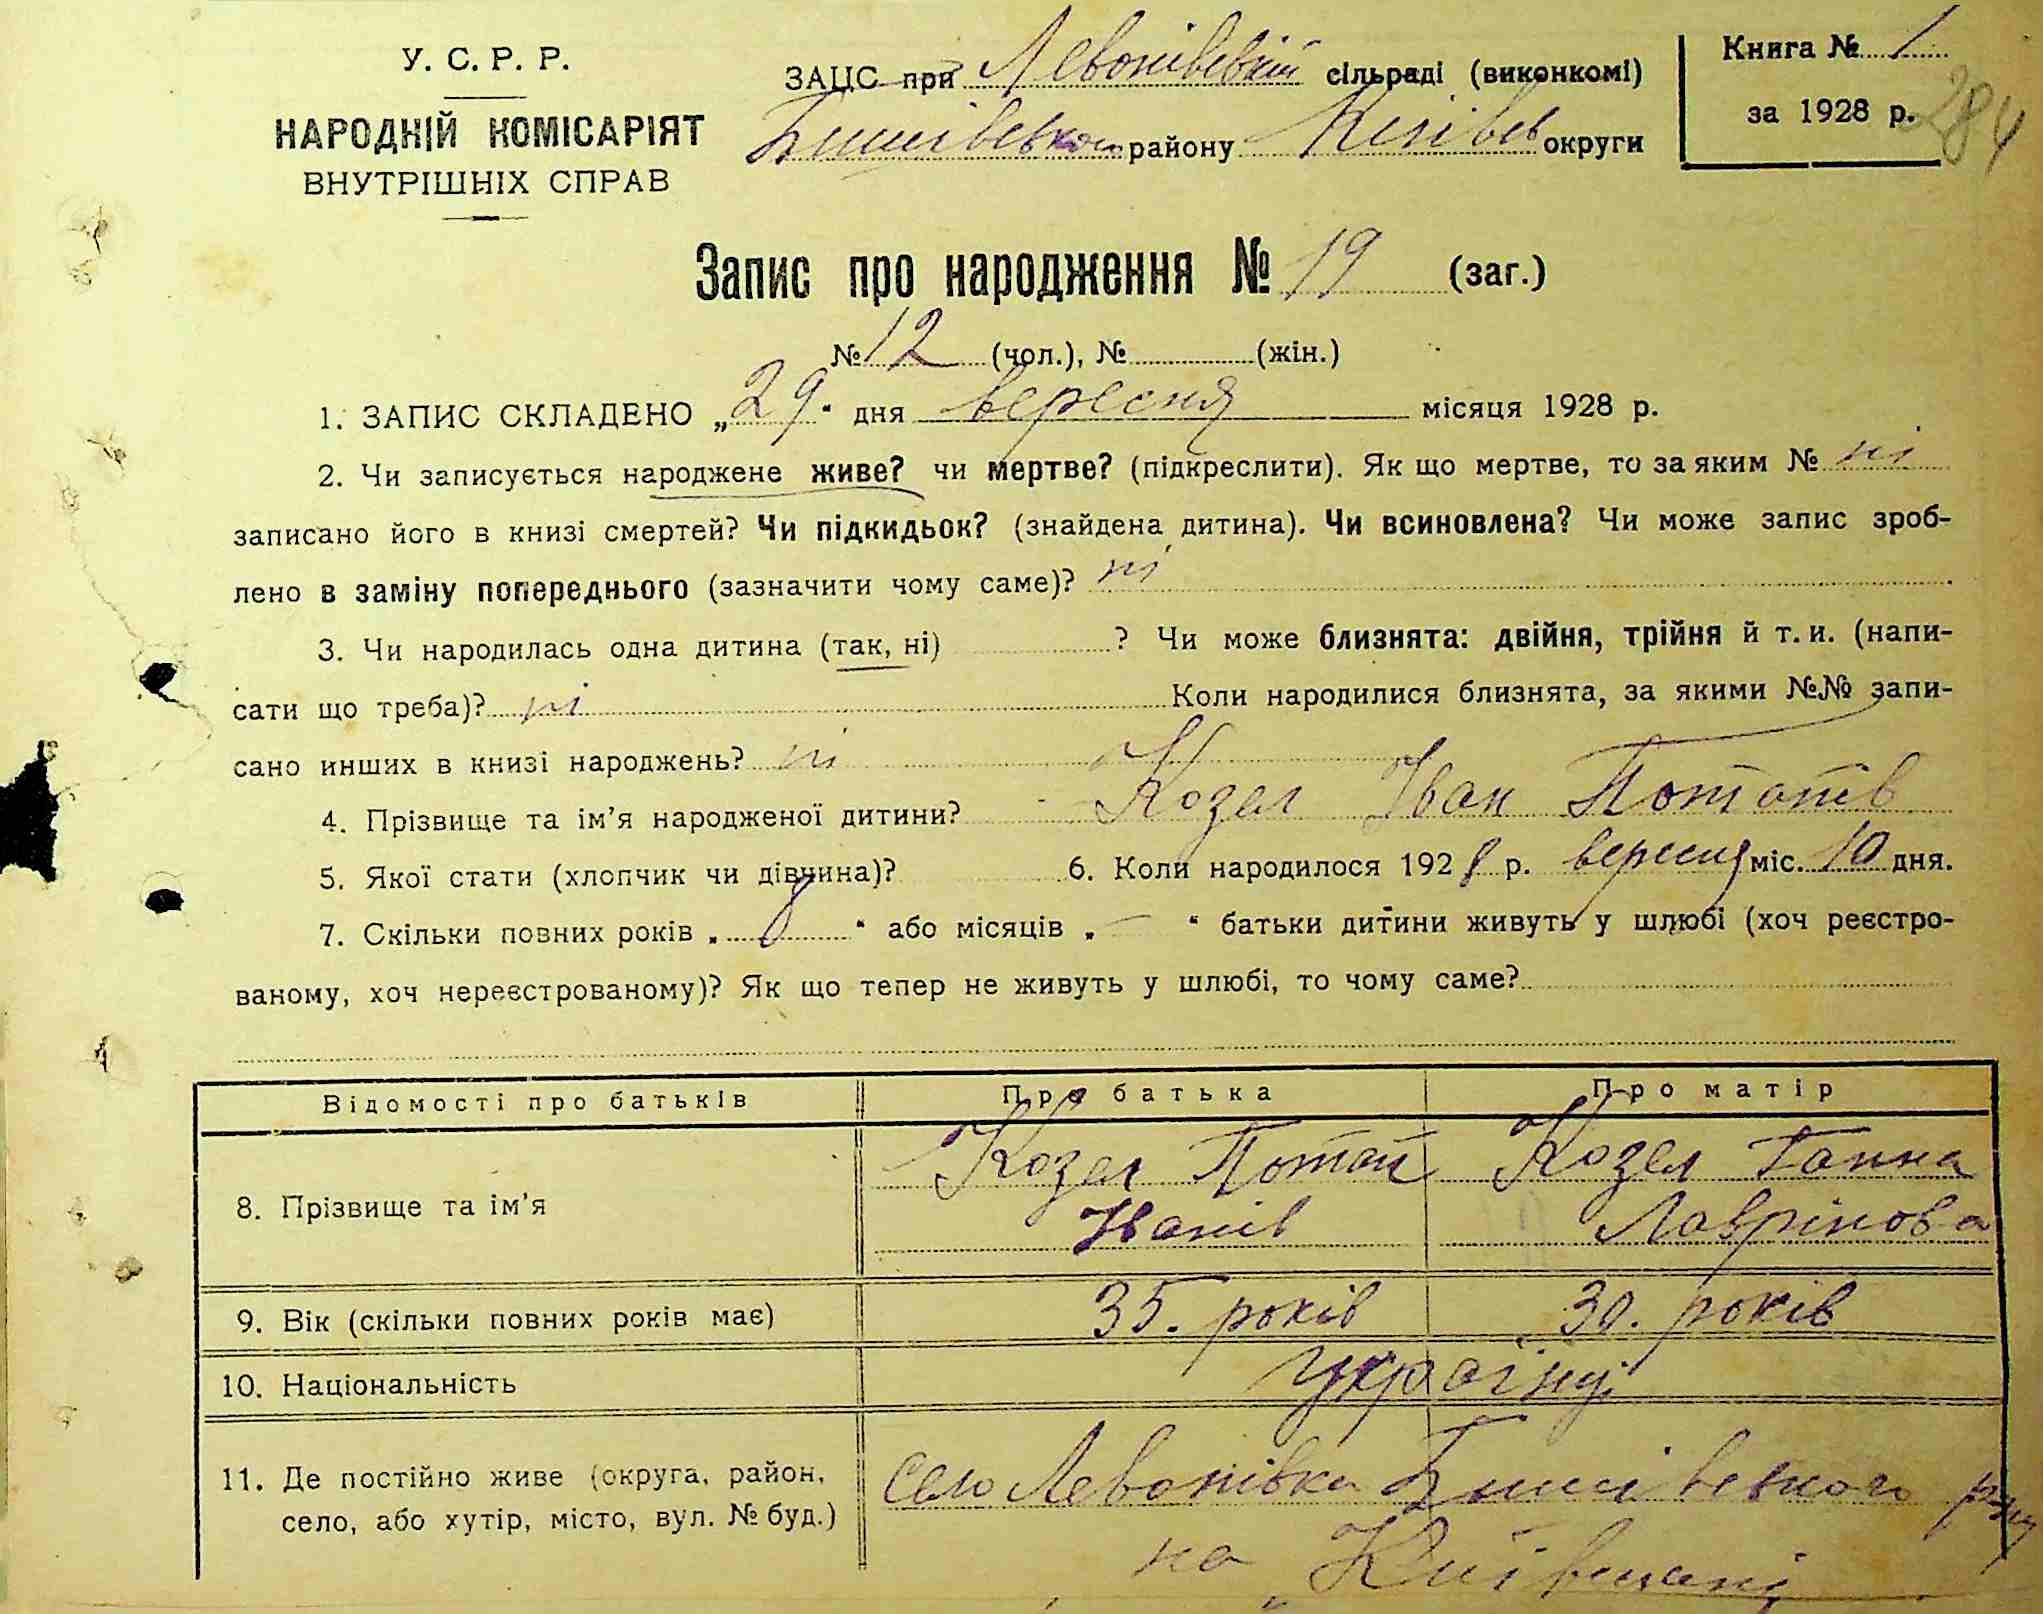 У. С. Р. Р.
НАРОДНІЙ КОМІСАРІЯТ
ВНУТРІШНІХ СПРАВ
ЗАЦС при Левонівській сільраді (виконкомі)
району Київськ округи
Книга № 1
за 1928 р.
284
Запис про народження № 19 (заг.)
№ 12 (чол.), № (жін.)
1. ЗАПИС СКЛАДЕНО „29“ дня вересня місяця 1928 р.
2. Чи записується народжене живе? чи мертве? (підкреслити). Як що мертве, то за яким № ні
записано його в книзі смертей? Чи підкидьок? (знайдена дитина). Чи всиновлена? Чи може запис зроб-
лено в заміну попереднього (зазначити чому саме)? ні
3. Чи народилась одна дитина (так, ні) ? Чи може близнята: двійня, трійня й т. и. (напи-
сати що треба)? ні Коли народилися близнята, за якими №№ запи-
сано инших в книзі народжень? ні
4. Прізвище та ім'я народженої дитини? Козел Іван Потапів
5. Якої стати (хлопчик чи дівчина)? 6. Коли народилося 1928 р. вересня міс. 10 дня.
7. Скільки повних років „8“ або місяців „—“ батьки дитини живуть у шлюбі (хоч реєстро-
ваному, хоч нереєстрованому)? Як що тепер не живуть у шлюбі, то чому саме?
Відомості про батьків Про батька Про матір
8. Прізвище та ім'я Козел Потап Козел Ганна
Иванів Лаврінова
9. Вік (скільки повних років має) 35. років 30. років
10. Національність Українці
11. Де постійно живе (округа, район, село Левонівка
село, або хутір, місто, вул. № буд.) на Київщині